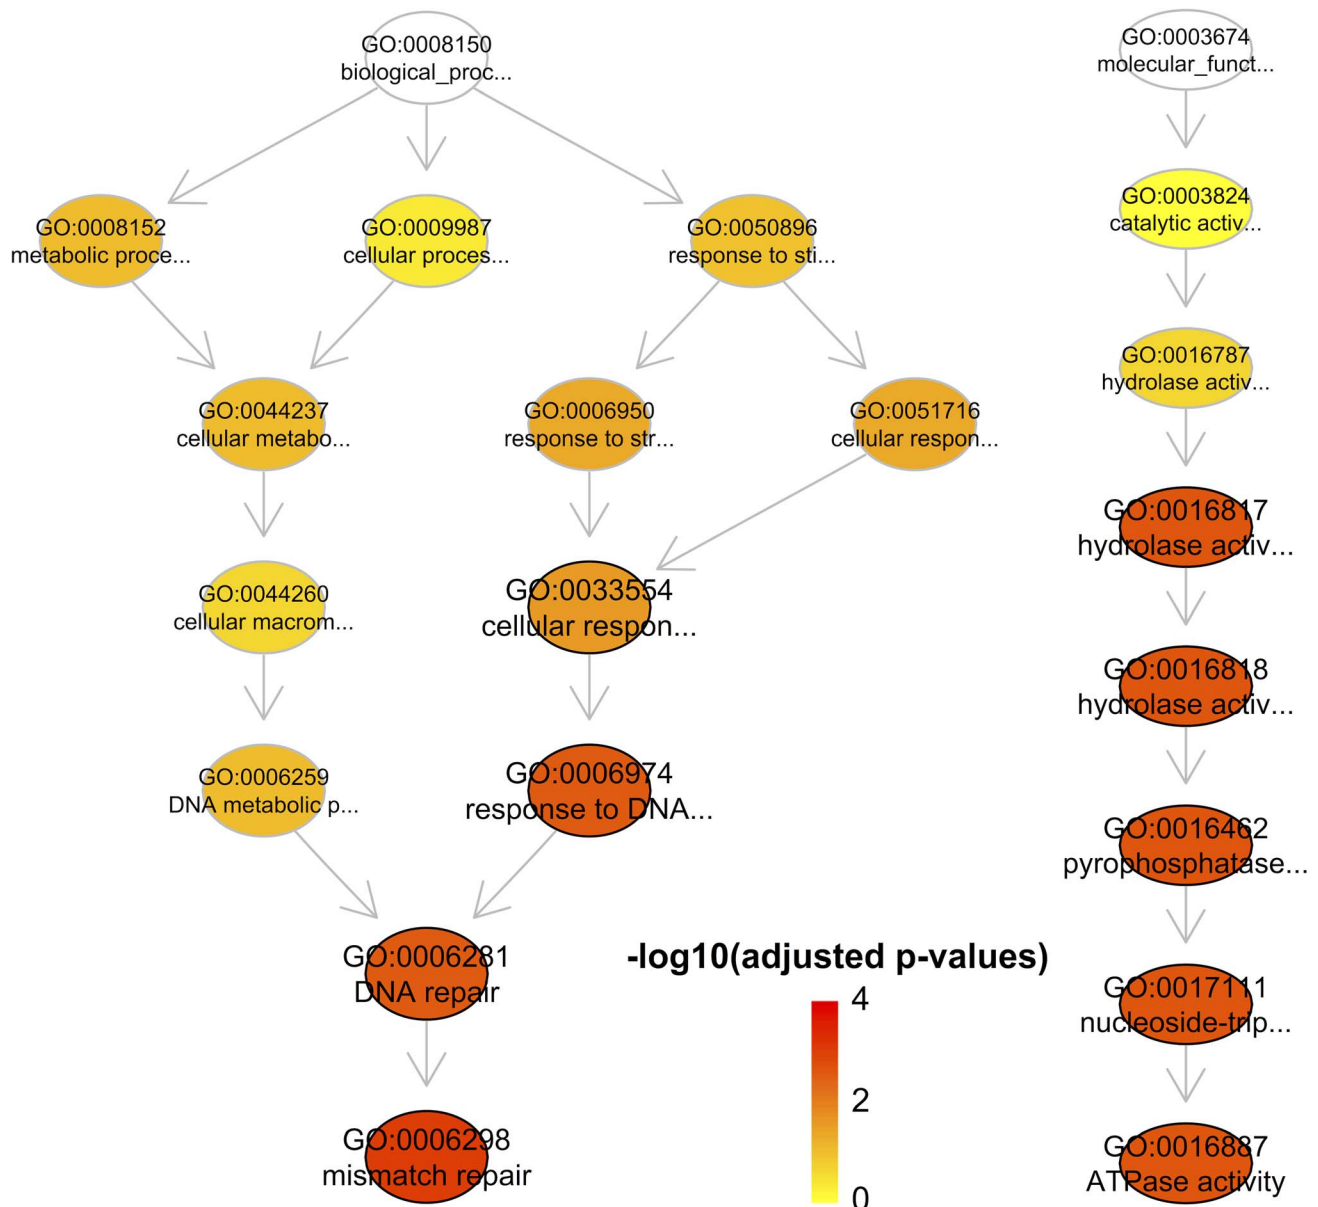 GO:0008150
biological_proc...
GO:0003674
molecular_funct...
GO:0008152
metabolic proce...
GO:0009987
cellular proces...
GO:0050896
response to sti...
GO:0003824
catalytic activ...
GO:0016787
hydrolase activ...
GO:0044237
cellular metabo...
GO:0006950
response to str...
GO:0051716
cellular respon...
GO:0016817
hydrolase activ...
GO:0044260
cellular macrom...
GO:0033554
cellular respon...
GO:0016818
hydrolase activ...
GO:0006259
DNA metabolic p...
GO:0006974
response to DNA...
GO:0016462
pyrophosphatase...
GO:0006281
DNA repair
-log10(adjusted p-values)
4
2
0
GO:0017111
nucleoside-trip...
GO:0006298
mismatch repair
GO:0016887
ATPase activity